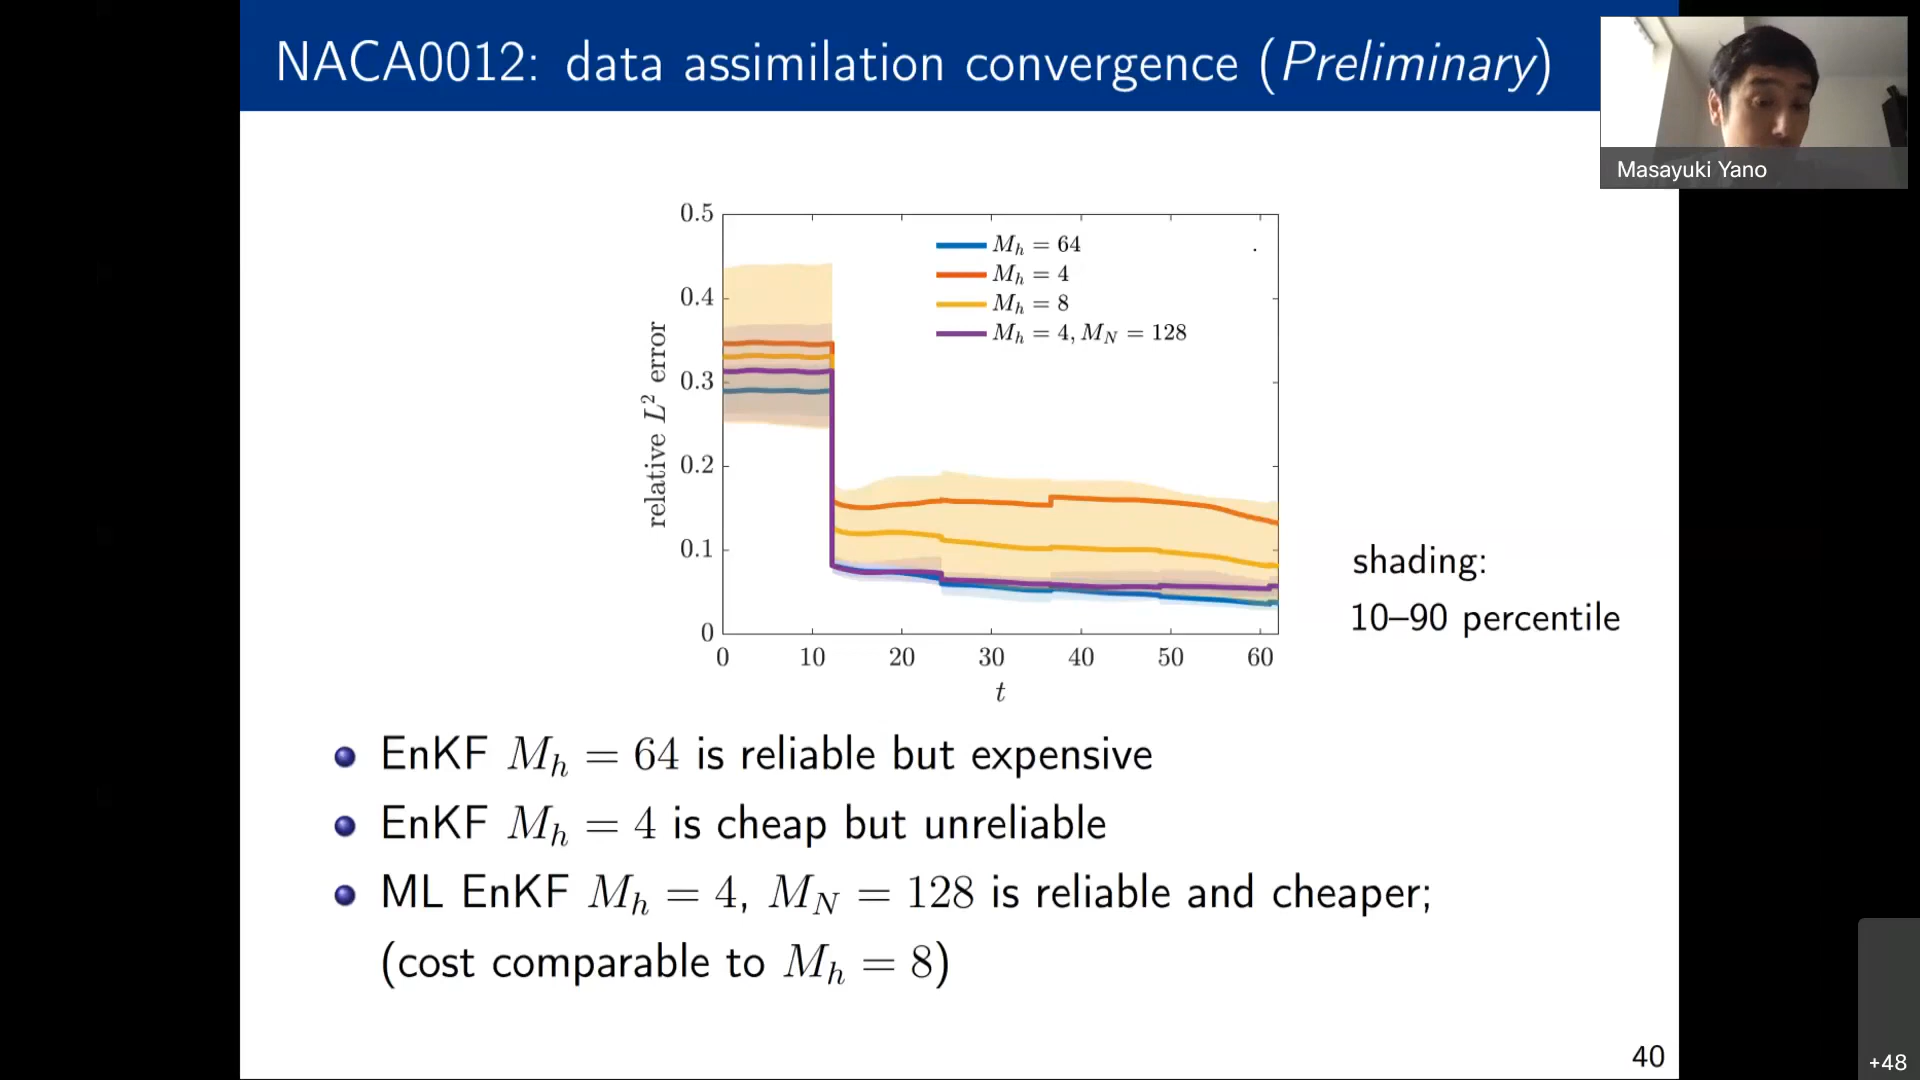 NACA0012: data assimilation convergence (Preliminary)
Masayuki Yano
0.5
0.4
0.3
0.2
0.1
0
relative L² error
M_h = 64
M_h = 4
M_h = 8
M_h = 4, M_N = 128
0 10 20 30 40 50 60
t
shading:
10–90 percentile
EnKF M_h = 64 is reliable but expensive
EnKF M_h = 4 is cheap but unreliable
ML EnKF M_h = 4, M_N = 128 is reliable and cheaper;
(cost comparable to M_h = 8)
40
+48